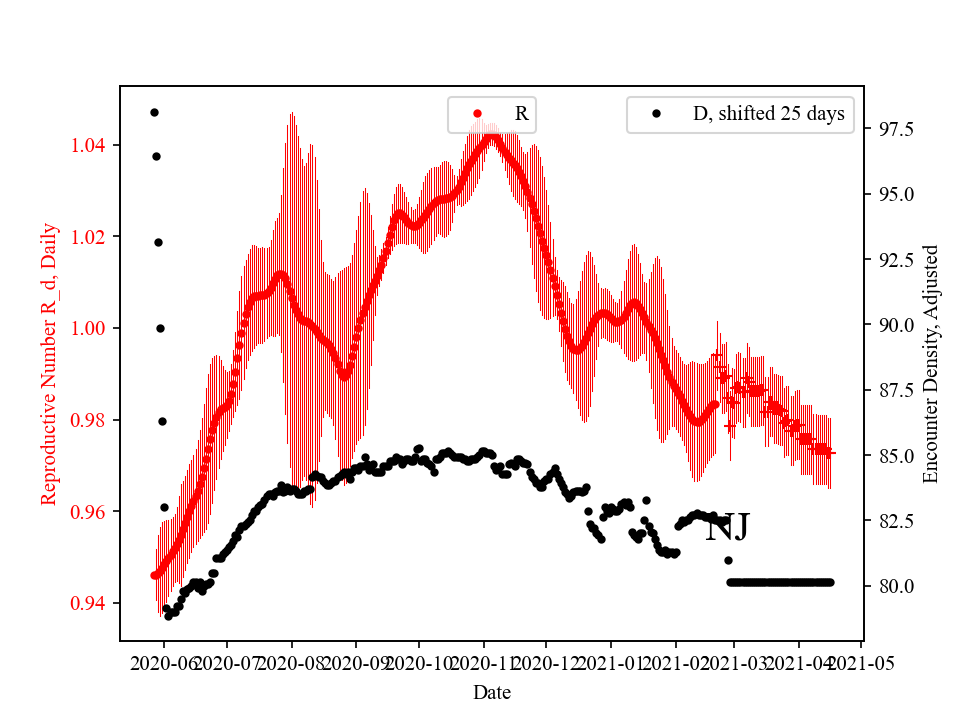 R
D, shifted 25 days
1.04
1.02
1.00
0.98
0.96
0.94
Reproductive Number R_d, Daily
97.5
95.0
92.5
90.0
87.5
85.0
82.5
80.0
Encounter Density, Adjusted
NJ
2020-06 2020-07 2020-08 2020-09 2020-10 2020-11 2020-12 2021-01 2021-02 2021-03 2021-04 2021-05
Date